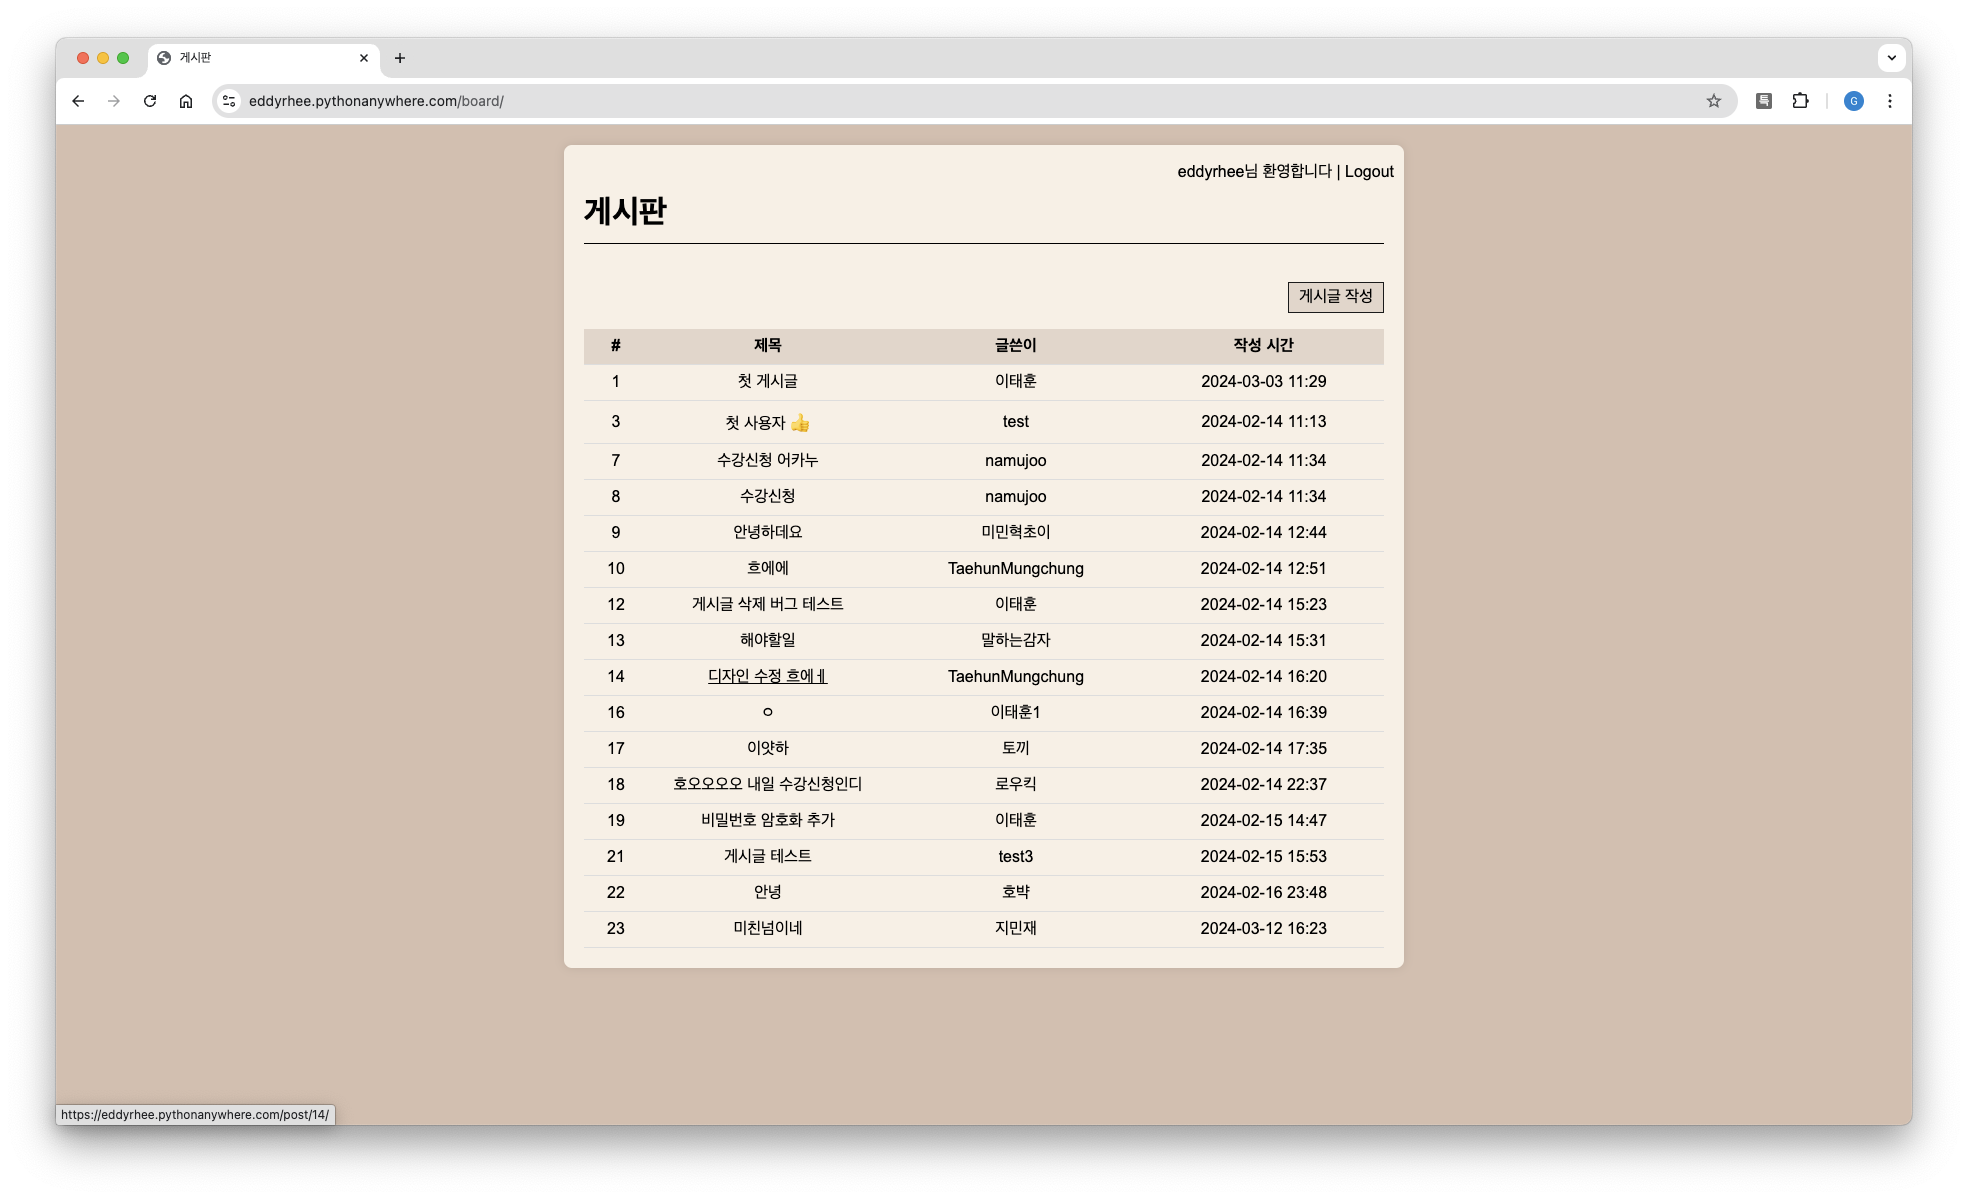 게시판
eddyrhee.pythonanywhere.com/board/
특
G
eddyrhee님 환영합니다 | Logout
게시판
게시글 작성
# 제목 글쓴이 작성 시간
1 첫 게시글 이태훈 2024-03-03 11:29
3 첫 사용자 👍 test 2024-02-14 11:13
7 수강신청 어카누 namujoo 2024-02-14 11:34
8 수강신청 namujoo 2024-02-14 11:34
9 안녕하데요 미민혁초이 2024-02-14 12:44
10 흐에에 TaehunMungchung 2024-02-14 12:51
12 게시글 삭제 버그 테스트 이태훈 2024-02-14 15:23
13 해야할일 말하는감자 2024-02-14 15:31
14 디자인 수정 흐에ㅔ TaehunMungchung 2024-02-14 16:20
16 ㅇ 이태훈1 2024-02-14 16:39
17 이얏하 토끼 2024-02-14 17:35
18 호오오오오 내일 수강신청인디 로우킥 2024-02-14 22:37
19 비밀번호 암호화 추가 이태훈 2024-02-15 14:47
21 게시글 테스트 test3 2024-02-15 15:53
22 안녕 호뱍 2024-02-16 23:48
23 미친넘이네 지민재 2024-03-12 16:23
https://eddyrhee.pythonanywhere.com/post/14/